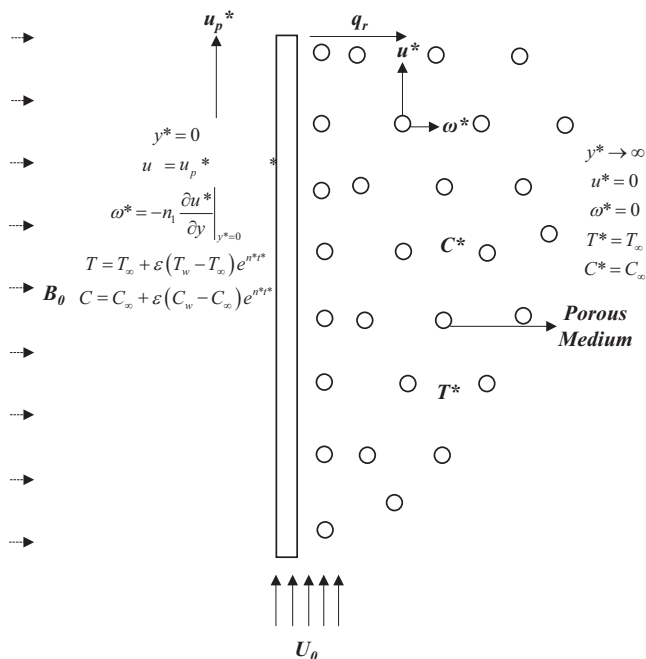 u_p*
q_r
u*
ω*
y* = 0
u = u_p* *
ω* = −n₁ ∂u*/∂y |_{y*=0}
T = T_∞ + ε(T_w − T_∞)e^{n*t*}
B₀ C = C_∞ + ε(C_w − C_∞)e^{n*t*}
y* → ∞
u* = 0
ω* = 0
T* = T_∞
C* = C_∞
C*
Porous
Medium
T*
U₀